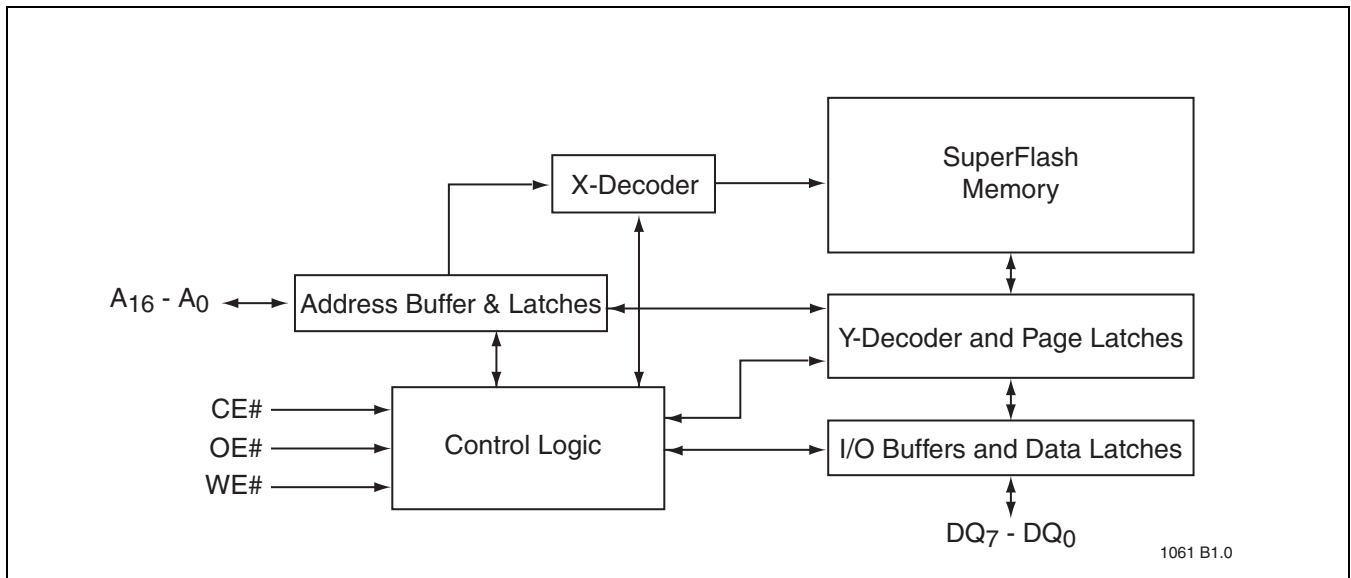 SuperFlash
Memory
X-Decoder
A16 - A0
Address Buffer & Latches
Y-Decoder and Page Latches
CE#
OE#
WE#
Control Logic
I/O Buffers and Data Latches
DQ7 - DQ0
1061 B1.0